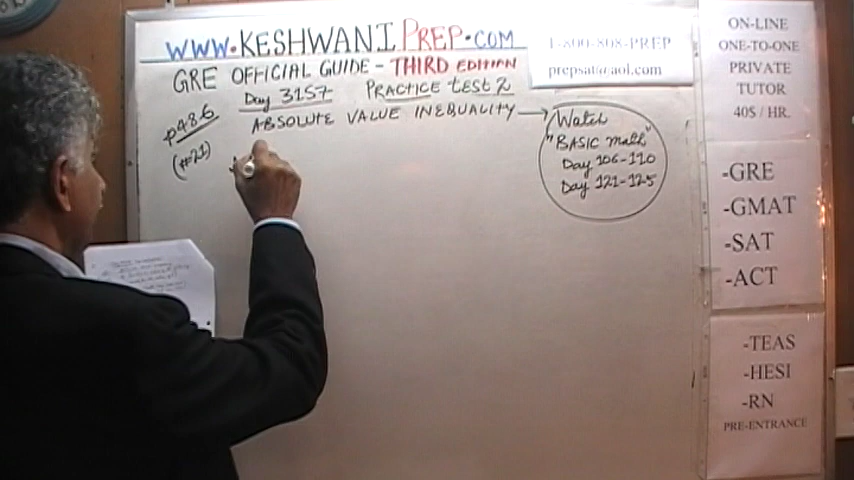 WWW.KESHWANIPREP.COM
1-800-808-PREP
prepsat@aol.com
GRE OFFICIAL GUIDE - THIRD EDITION
Day 3157 PRACTICE TEST 2
p486
(#21)
ABSOLUTE VALUE INEQUALITY →
Watch
"BASIC Math"
Day 106-110
Day 121-125
ON-LINE
ONE-TO-ONE
PRIVATE
TUTOR
40$ / HR.
-GRE
-GMAT
-SAT
-ACT
-TEAS
-HESI
-RN
PRE-ENTRANCE